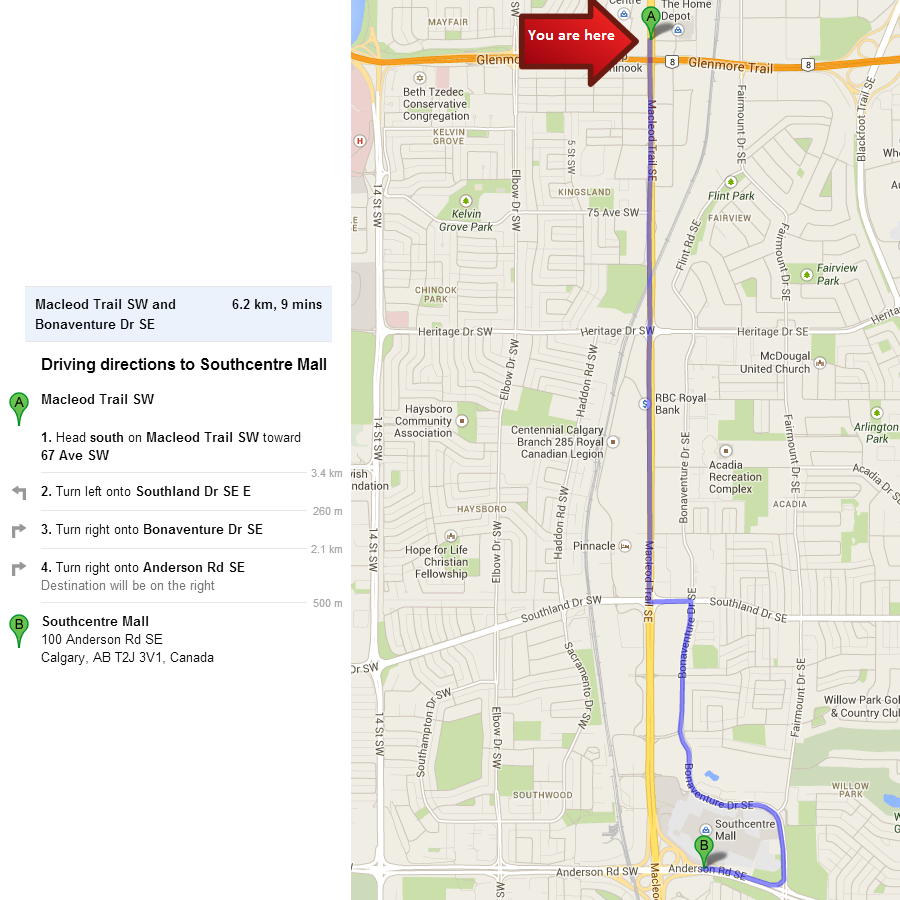 Macleod Trail SW and
Bonaventure Dr SE
6.2 km, 9 mins
Driving directions to Southcentre Mall
A
Macleod Trail SW
1. Head south on Macleod Trail SW toward
67 Ave SW
3.4 km
2. Turn left onto Southland Dr SE E
260 m
3. Turn right onto Bonaventure Dr SE
2.1 km
4. Turn right onto Anderson Rd SE
Destination will be on the right
500 m
B
Southcentre Mall
100 Anderson Rd SE
Calgary, AB T2J 3V1, Canada
MAYFAIR
SW
Centre
The Home
Depot
A
You are here
Glenmo
hinook
8
Glenmore Trail
8
Beth Tzedec
Conservative
Congregation
KELVIN
GROVE
H
5 St SW
Macleod Trail SE
Fairmount Dr SE
Blackfoot Trail SE
14 St SW
Elbow Dr SW
KINGSLAND
75 Ave SW
Kelvin
Grove Park
Flint Park
FAIRVIEW
Flint Rd SE
Fairmount Dr SE
Fairview
Park
CHINOOK
PARK
Heritage Dr SW
Heritage Dr SW
Heritage Dr SE
Herita
McDougal
United Church
Elbow Dr SW
Haddon Rd SW
RBC Royal
Bank
$
Haysboro
Community
Association
Centennial Calgary
Branch 285 Royal
Canadian Legion
Arlington
Park
14 St SW
Bonaventure Dr SE
Fairmount Dr SE
Acadia
Recreation
Complex
Acadia Dr SE
wish
ndation
HAYSBORO
Haddon Rd SW
ACADIA
14 St SW
Elbow Dr SW
Hope for Life
Christian
Fellowship
Pinnacle
Macleod Trail SE
Southland Dr SW
Southland Dr SE
Bonaventure Dr SE
Dr SW
Sacramento Dr SW
Fairmount Dr SE
Southampton Dr SW
Elbow Dr SW
14 St SW
Willow Park Gol
& Country Club
Bonaventure Dr SE
WILLOW
PARK
SOUTHWOOD
Southcentre
Mall
B
Anderson Rd SW
Anderson Rd SE
Macleo
SW